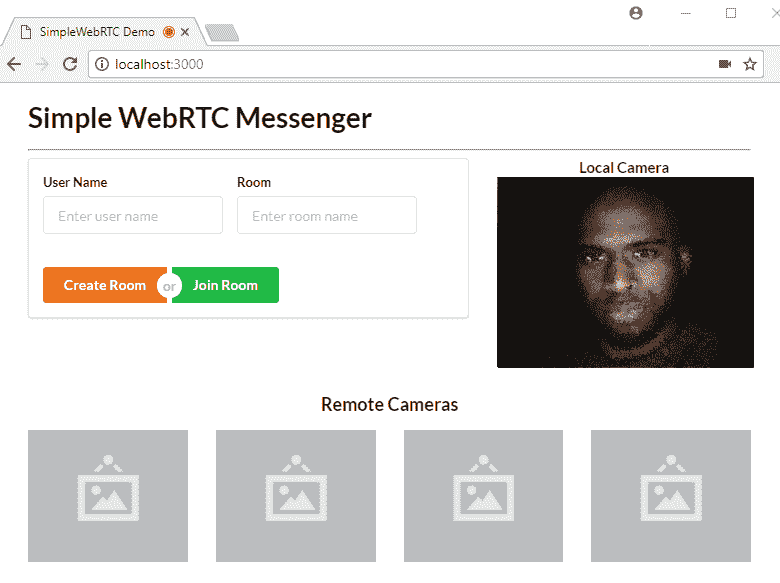 SimpleWebRTC Demo
localhost:3000
Simple WebRTC Messenger
User Name
Room
Local Camera
Enter user name
Enter room name
Create Room
or
Join Room
Remote Cameras